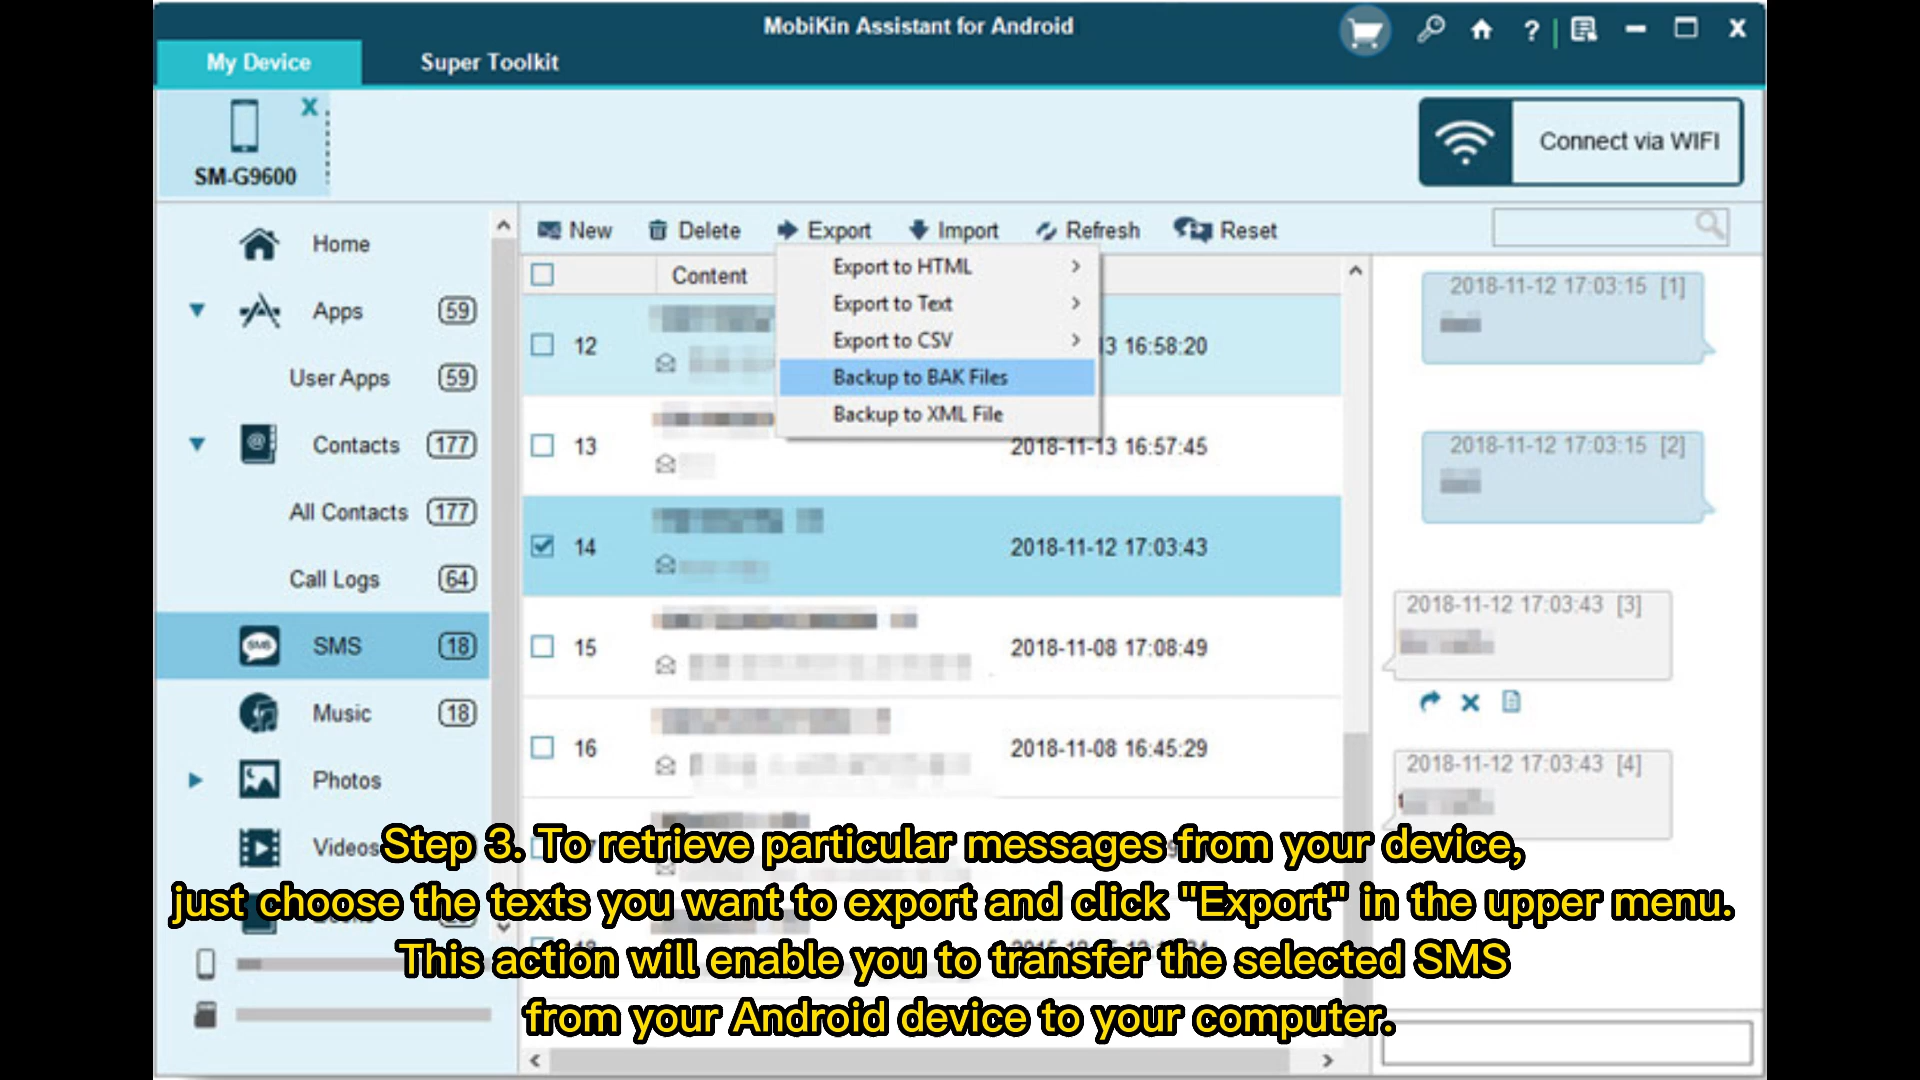 MobiKin Assistant for Android
My Device
Super Toolkit
SM-G9600
Connect via WIFI
New
Delete
Export
Import
Refresh
Reset
Home
Apps 59
User Apps 59
Contacts 177
All Contacts 177
Call Logs 64
SMS 18
Music 18
Photos
Videos
Content
Export to HTML
Export to Text
Export to CSV
Backup to BAK Files
Backup to XML File
12
13 16:58:20
13
2018-11-13 16:57:45
14
2018-11-12 17:03:43
15
2018-11-08 17:08:49
16
2018-11-08 16:45:29
2018-11-12 17:03:15 [1]
2018-11-12 17:03:15 [2]
2018-11-12 17:03:43 [3]
2018-11-12 17:03:43 [4]
Step 3. To retrieve particular messages from your device,
just choose the texts you want to export and click "Export" in the upper menu.
This action will enable you to transfer the selected SMS
from your Android device to your computer.